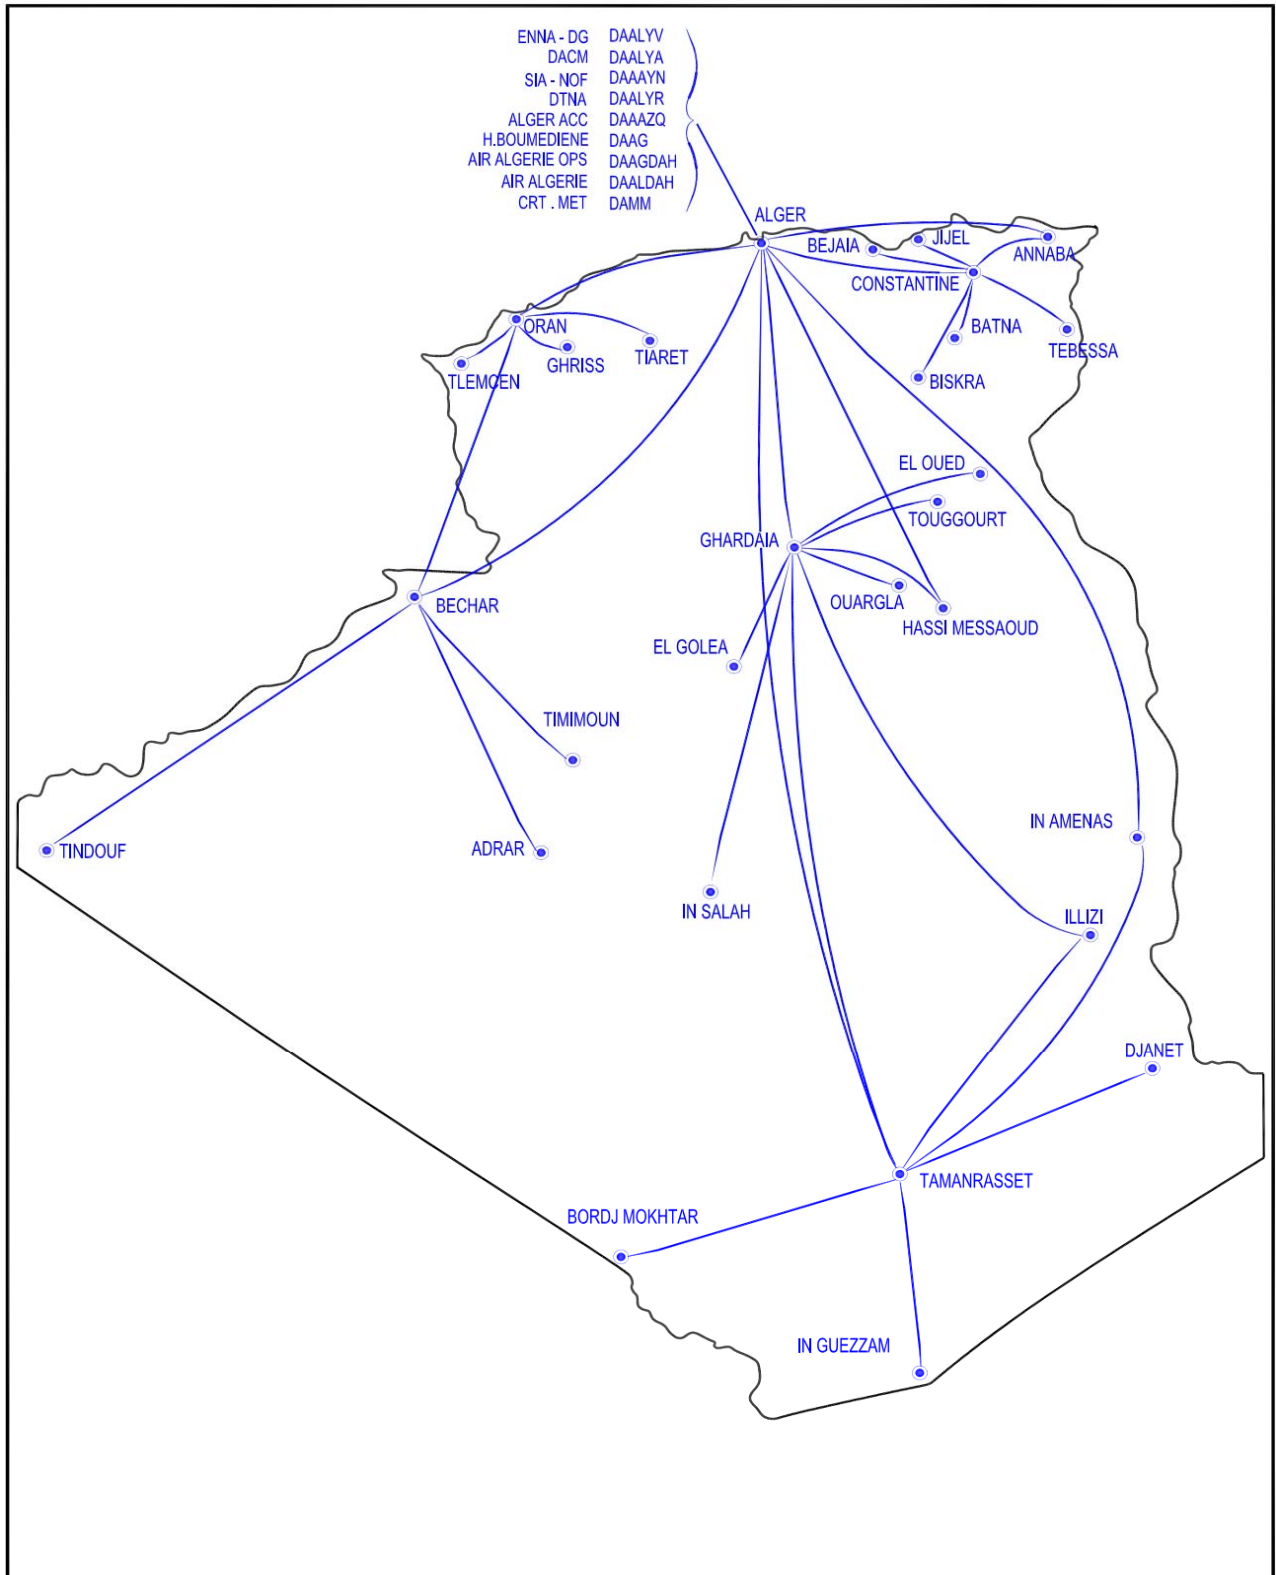 ENNA - DG DAALYV
DACM DAALYA
SIA - NOF DAAAYN
DTNA DAALYR
ALGER ACC DAAAZQ
H.BOUMEDIENE DAAG
AIR ALGERIE OPS DAAGDAH
AIR ALGERIE DAALDAH
CRT . MET DAMM
ALGER
BEJAIA
JIJEL
ANNABA
CONSTANTINE
ORAN
BATNA
TEBESSA
TIARET
GHRISS
TLEMCEN
BISKRA
EL OUED
TOUGGOURT
GHARDAIA
OUARGLA
BECHAR
HASSI MESSAOUD
EL GOLEA
TIMIMOUN
IN AMENAS
TINDOUF
ADRAR
IN SALAH
ILLIZI
DJANET
TAMANRASSET
BORDJ MOKHTAR
IN GUEZZAM